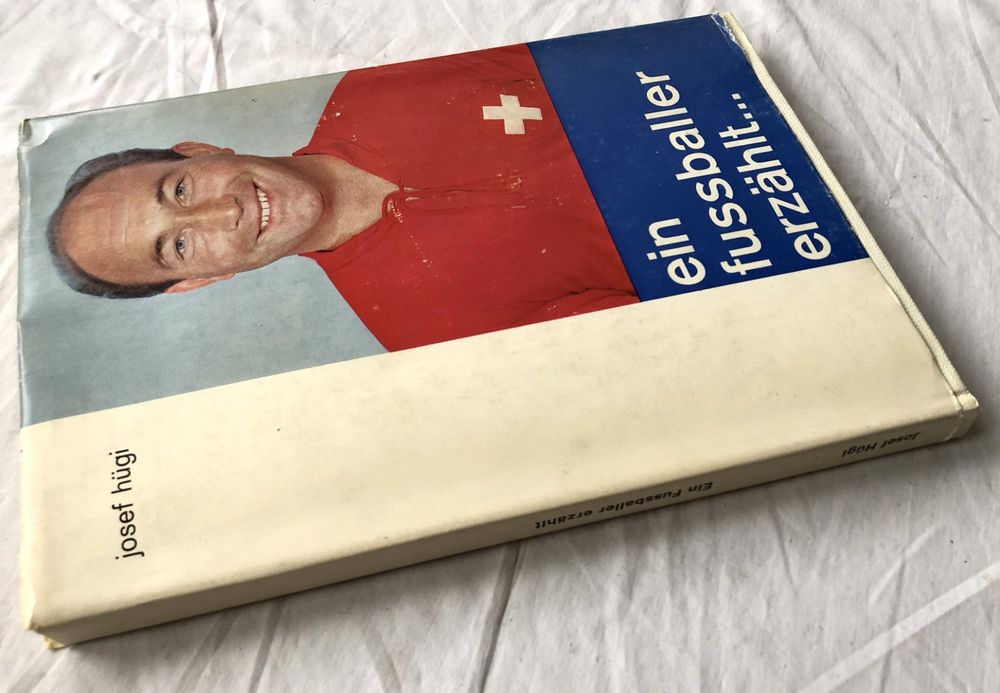 josef hügi
ein
fussballer
erzählt...
Josef Hügi
Ein Fussballer erzählt